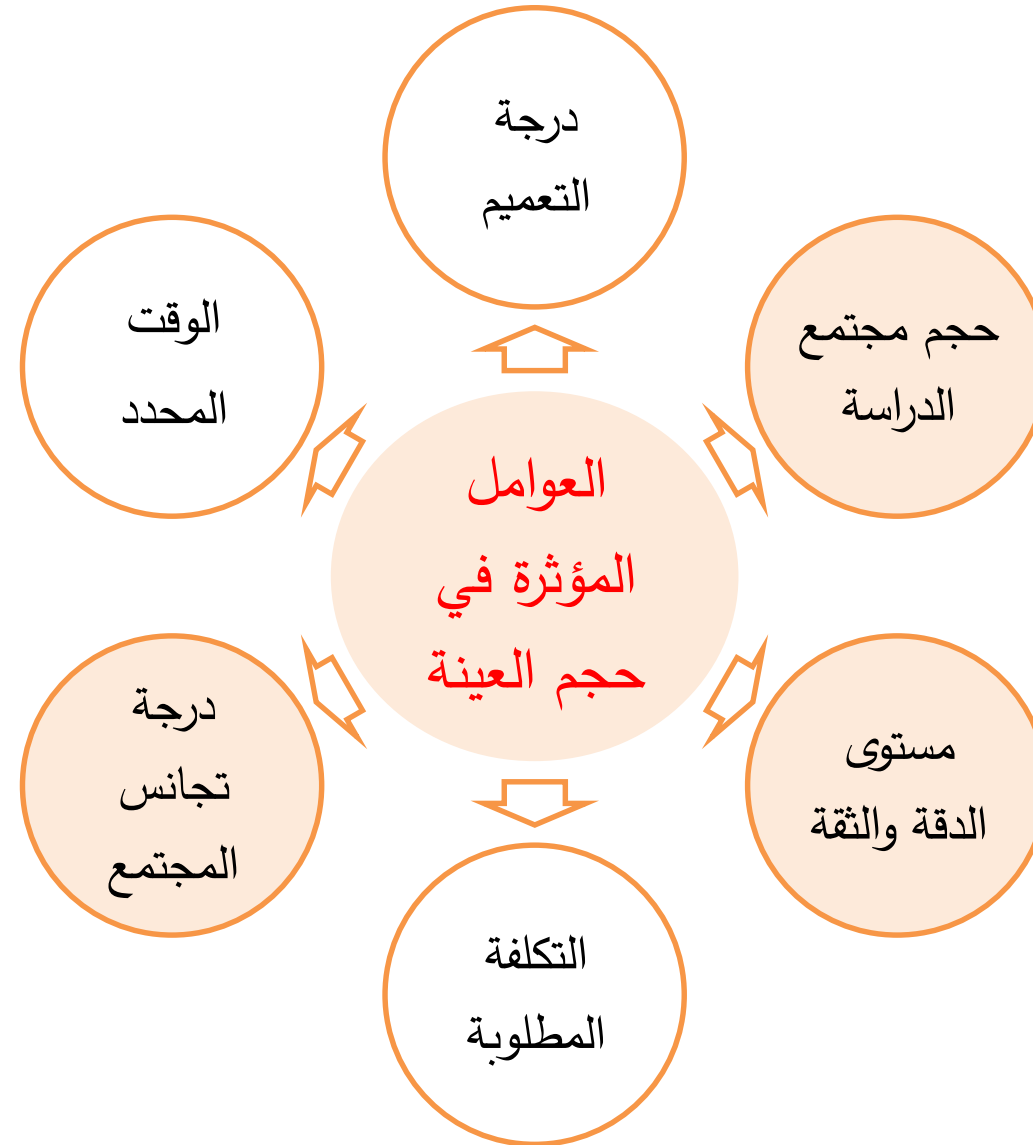 درجة
التعميم
حجم مجتمع
الدراسة
الوقت
المحدد
العوامل
المؤثرة في
حجم العينة
مستوى
الدقة والثقة
درجة
تجانس
المجتمع
التكلفة
المطلوبة